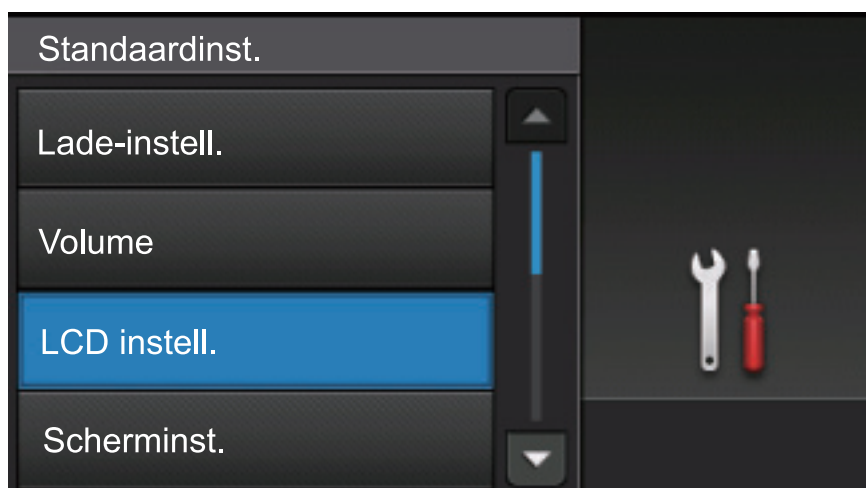 Standaardinst.
Lade-instell.
Volume
LCD instell.
Scherminst.